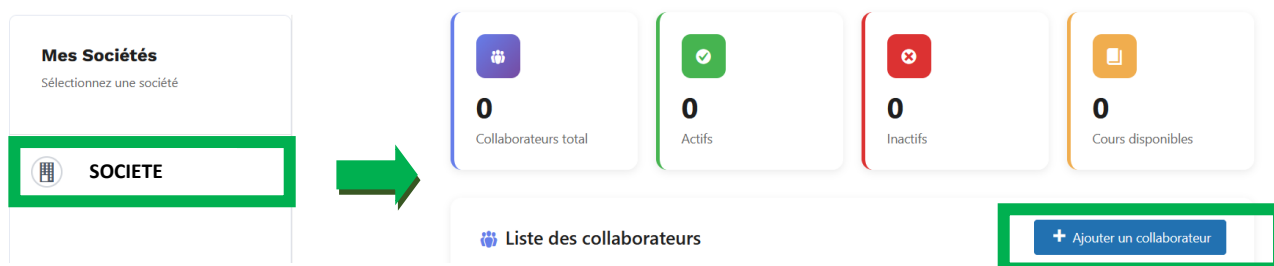 Mes Sociétés
Sélectionnez une société
SOCIETE
0
Collaborateurs total
0
Actifs
0
Inactifs
0
Cours disponibles
Liste des collaborateurs
+ Ajouter un collaborateur